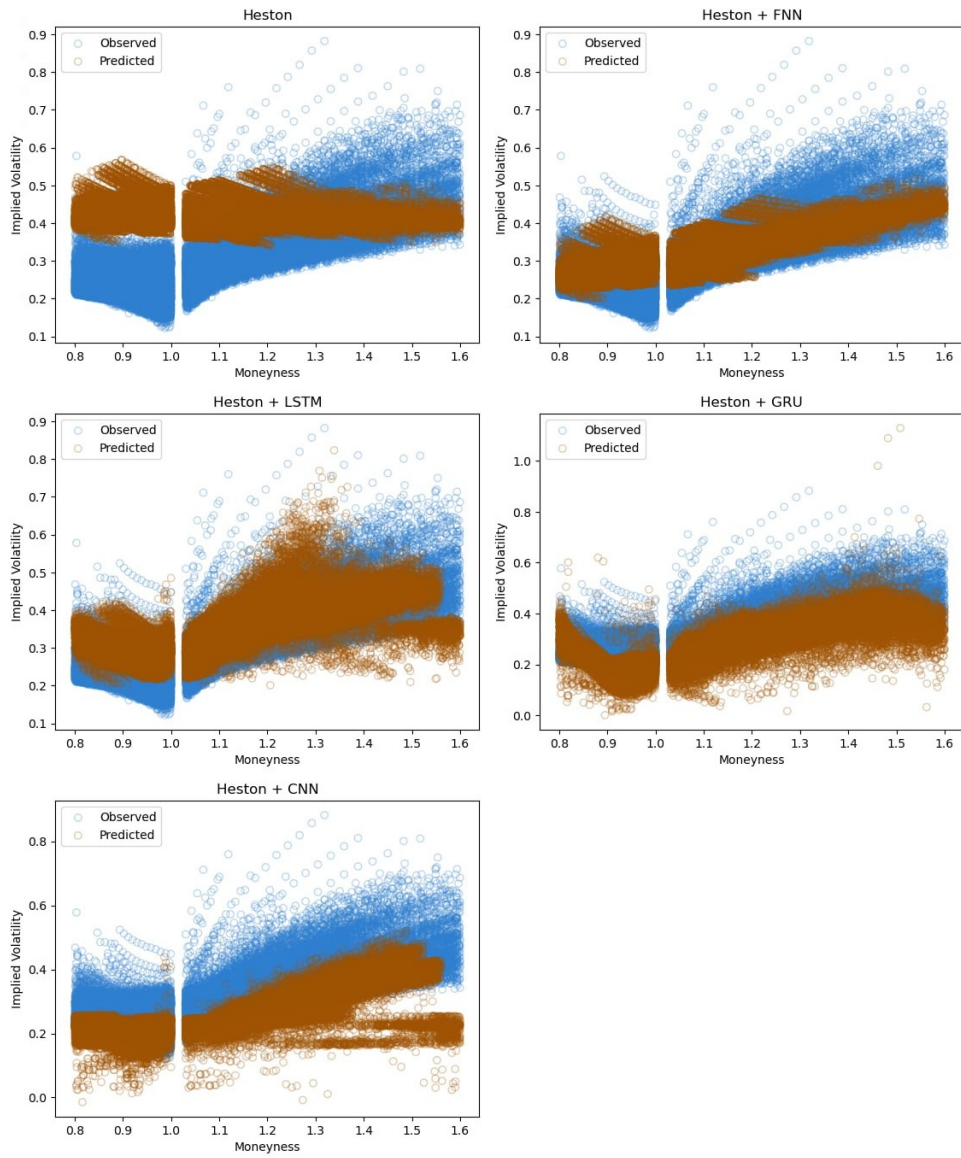 Heston
Observed
Predicted
0.9
0.8
0.7
0.6
0.5
0.4
0.3
0.2
0.1
Implied Volatility
0.8 0.9 1.0 1.1 1.2 1.3 1.4 1.5 1.6
Moneyness
Heston + FNN
Observed
Predicted
0.9
0.8
0.7
0.6
0.5
0.4
0.3
0.2
0.1
Implied Volatility
0.8 0.9 1.0 1.1 1.2 1.3 1.4 1.5 1.6
Moneyness
Heston + LSTM
Observed
Predicted
0.9
0.8
0.7
0.6
0.5
0.4
0.3
0.2
0.1
Implied Volatility
0.8 0.9 1.0 1.1 1.2 1.3 1.4 1.5 1.6
Moneyness
Heston + GRU
Observed
Predicted
1.0
0.8
0.6
0.4
0.2
0.0
Implied Volatility
0.8 0.9 1.0 1.1 1.2 1.3 1.4 1.5 1.6
Moneyness
Heston + CNN
Observed
Predicted
0.8
0.6
0.4
0.2
0.0
Implied Volatility
0.8 0.9 1.0 1.1 1.2 1.3 1.4 1.5 1.6
Moneyness